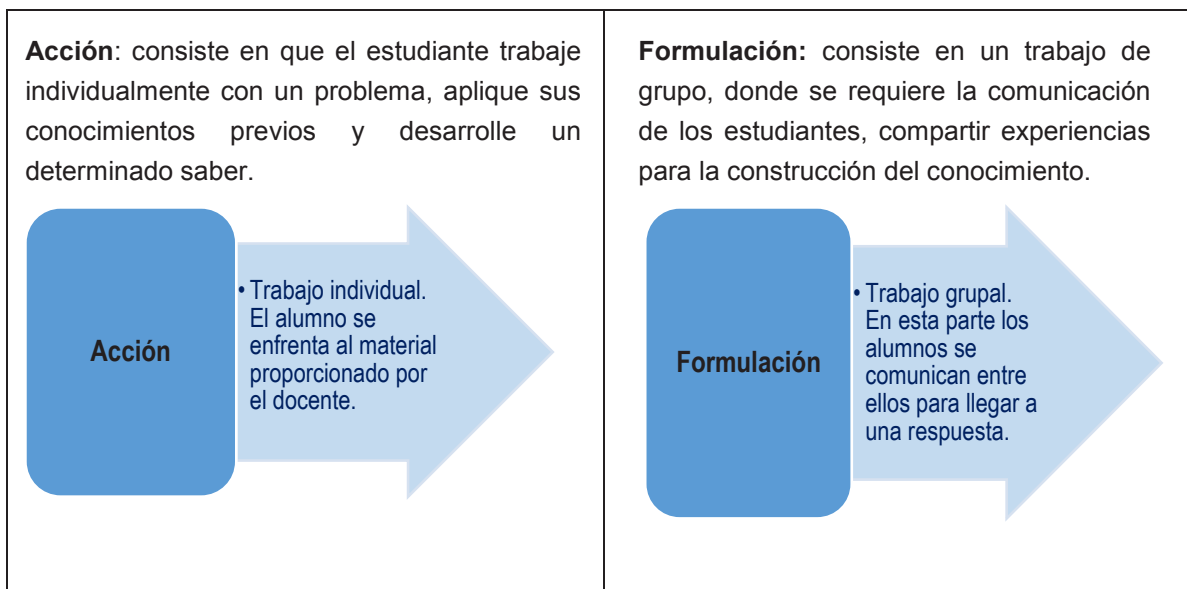 Acción: consiste en que el estudiante trabaje
individualmente con un problema, aplique sus
conocimientos previos y desarrolle un
determinado saber.
Acción
• Trabajo individual.
El alumno se
enfrenta al material
proporcionado por
el docente.
Formulación: consiste en un trabajo de
grupo, donde se requiere la comunicación
de los estudiantes, compartir experiencias
para la construcción del conocimiento.
Formulación
• Trabajo grupal.
En esta parte los
alumnos se
comunican entre
ellos para llegar a
una respuesta.